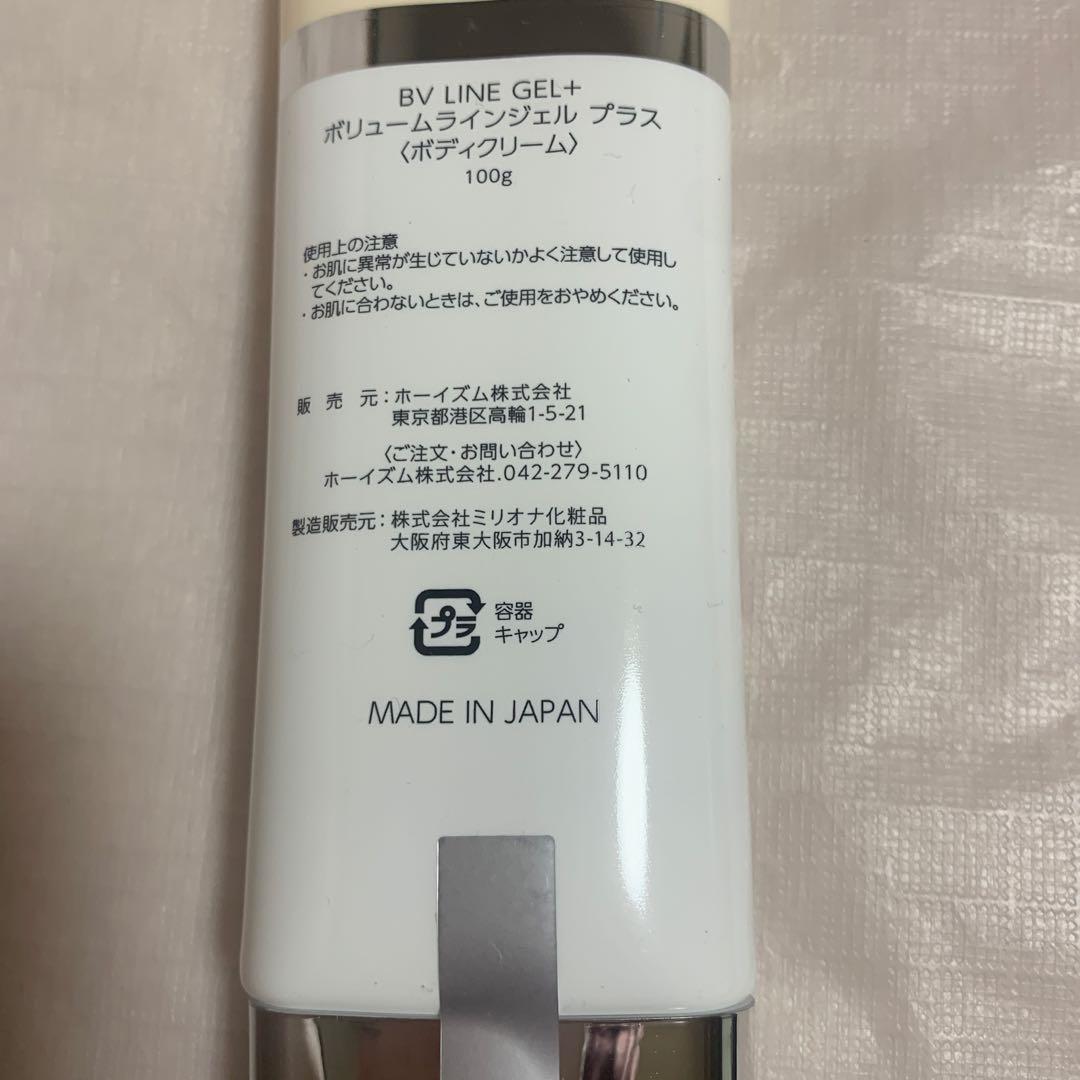 BV LINE GEL+
ボリュームラインジェル プラス
〈ボディクリーム〉
100g
使用上の注意
・お肌に異常が生じていないかよく注意して使用し
てください。
・お肌に合わないときは、ご使用をおやめください。
販 売 元：ホーイズム株式会社
東京都港区高輪1-5-21
〈ご注文・お問い合わせ〉
ホーイズム株式会社.042-279-5110
製造販売元：株式会社ミリオナ化粧品
大阪府東大阪市加納3-14-32
プラ 容器
キャップ
MADE IN JAPAN